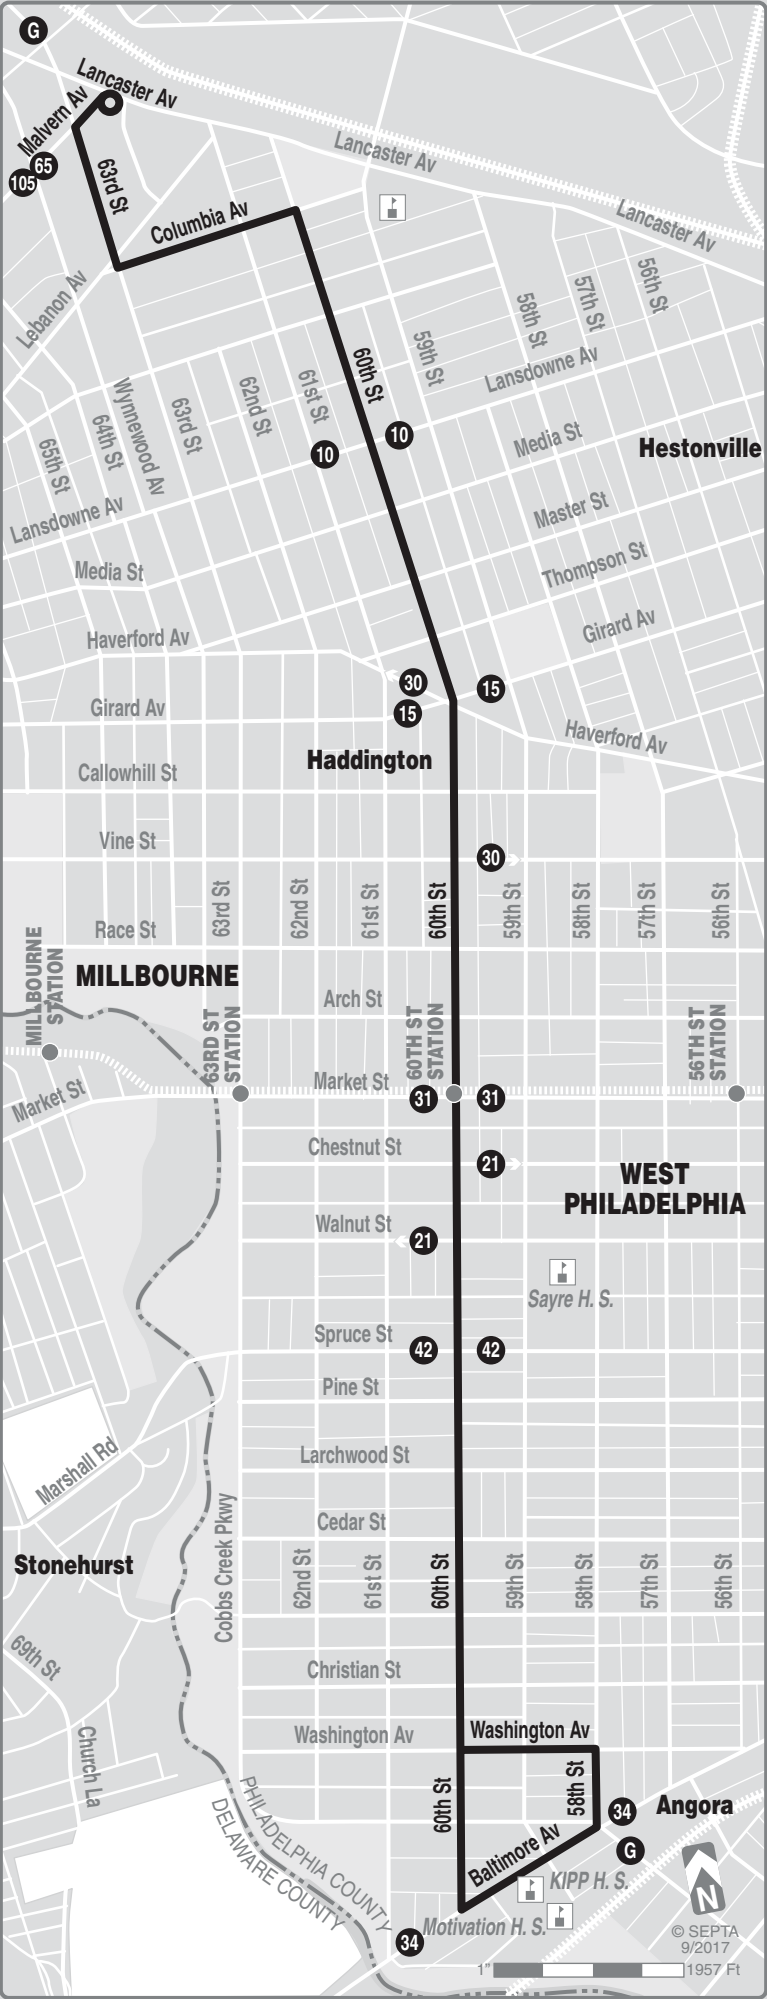 G
Lancaster Av
Malvern Av
65
105
63rd St
Columbia Av
Lancaster Av
Lancaster Av
Lebanon Av
56th St
57th St
58th St
59th St
60th St
Lansdowne Av
61st St
62nd St
63rd St
Wynnewood Av
64th St
65th St
10
10
Media St
Hestonville
Lansdowne Av
Master St
Thompson St
Media St
Girard Av
Haverford Av
30
15
Girard Av
15
Haverford Av
Haddington
Callowhill St
Vine St
30
63rd St
62nd St
61st St
60th St
59th St
58th St
57th St
56th St
Race St
MILLBOURNE
STATION
MILLBOURNE
Arch St
63RD ST
STATION
60TH ST
STATION
56TH ST
STATION
Market St
Market St
31
31
Chestnut St
21
WEST
PHILADELPHIA
Walnut St
21
Sayre H. S.
Spruce St
42
42
Pine St
Larchwood St
Marshall Rd
Cedar St
Cobbs Creek Pkwy
Stonehurst
62nd St
61st St
60th St
59th St
58th St
57th St
56th St
69th St
Christian St
Washington Av
Washington Av
Church La
60th St
58th St
34
Angora
PHILADELPHIA COUNTY
DELAWARE COUNTY
Baltimore Av
G
KIPP H. S.
N
Motivation H. S.
34
© SEPTA
9/2017
1"
1957 Ft